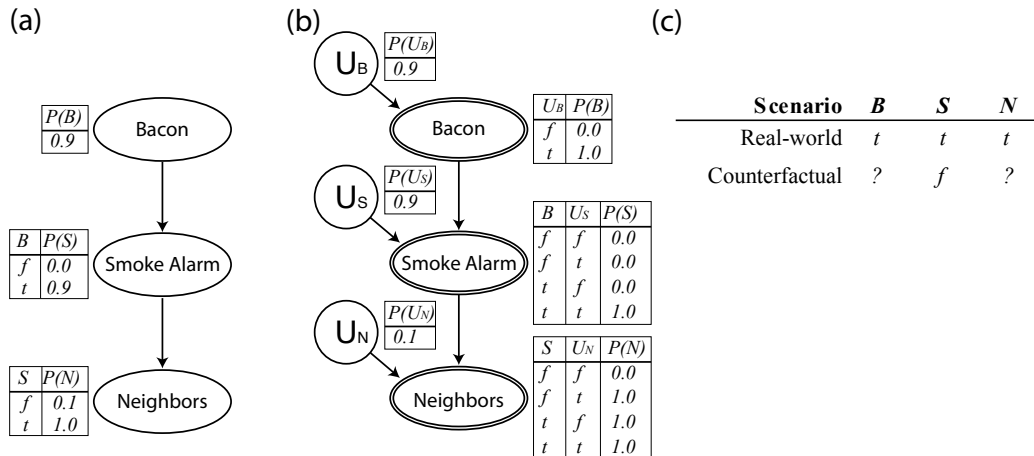 (a)
P(B)
0.9
Bacon
B P(S)
f 0.0
t 0.9
Smoke Alarm
S P(N)
f 0.1
t 1.0
Neighbors
(b)
UB
P(UB)
0.9
Bacon
UB P(B)
f 0.0
t 1.0
US
P(US)
0.9
Smoke Alarm
B US P(S)
f f 0.0
f t 0.0
t f 0.0
t t 1.0
UN
P(UN)
0.1
Neighbors
S UN P(N)
f f 0.0
f t 1.0
t f 1.0
t t 1.0
(c)
Scenario B S N
Real-world t t t
Counterfactual ? f ?